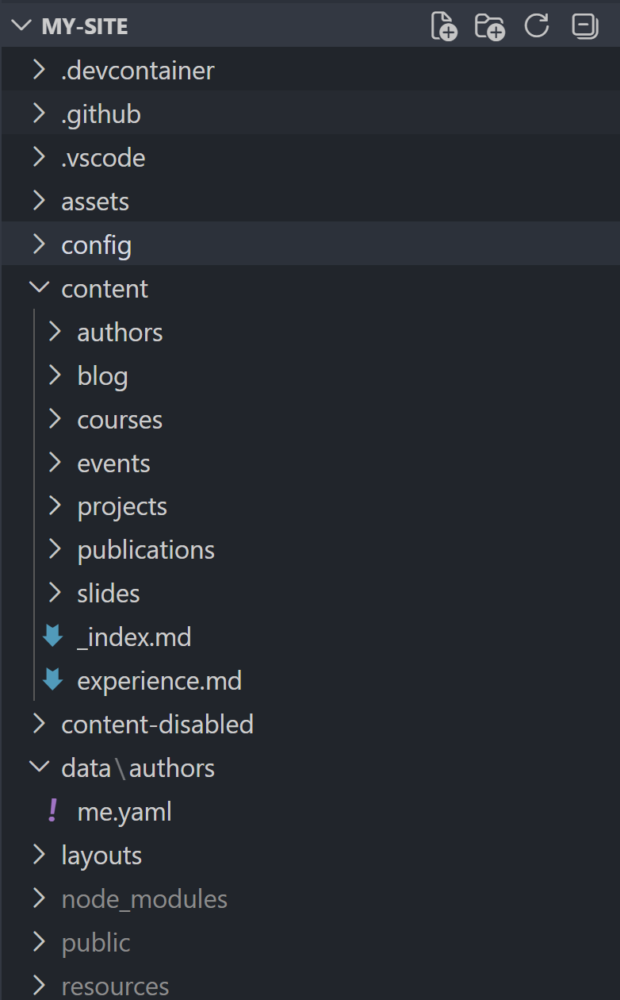 MY-SITE
.devcontainer
.github
.vscode
assets
config
content
authors
blog
courses
events
projects
publications
slides
_index.md
experience.md
content-disabled
data\authors
! me.yaml
layouts
node_modules
public
resources